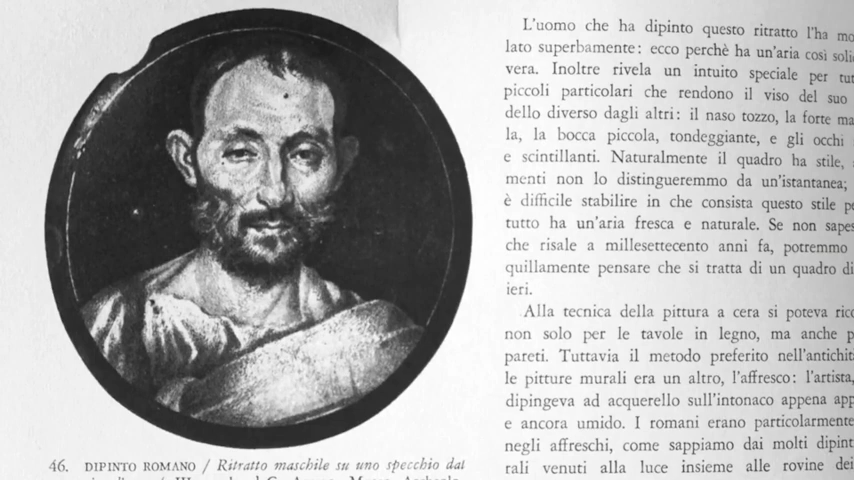 L'uomo che ha dipinto questo ritratto l'ha mo
lato superbamente: ecco perchè ha un'aria così soli
vera. Inoltre rivela un intuito speciale per tut
piccoli particolari che rendono il viso del suo
dello diverso dagli altri: il naso tozzo, la forte ma
la, la bocca piccola, tondeggiante, e gli occhi
e scintillanti. Naturalmente il quadro ha stile,
menti non lo distingueremmo da un'istantanea;
è difficile stabilire in che consista questo stile pe
tutto ha un'aria fresca e naturale. Se non sapes
che risale a millesettecento anni fa, potremmo
quillamente pensare che si tratta di un quadro di
ieri.
Alla tecnica della pittura a cera si poteva rico
non solo per le tavole in legno, ma anche p
pareti. Tuttavia il metodo preferito nell'antichit
le pitture murali era un altro, l'affresco: l'artista,
dipingeva ad acquerello sull'intonaco appena app
e ancora umido. I romani erano particolarmente
negli affreschi, come sappiamo dai molti dipint
rali venuti alla luce insieme alle rovine dei
46. DIPINTO ROMANO / Ritratto maschile su uno specchio dal